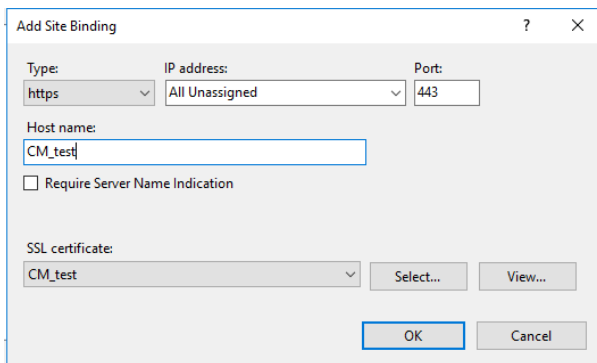 Add Site Binding ? ×
Type: IP address: Port:
https All Unassigned 443
Host name:
CM_test
Require Server Name Indication
SSL certificate:
CM_test Select... View...
OK Cancel